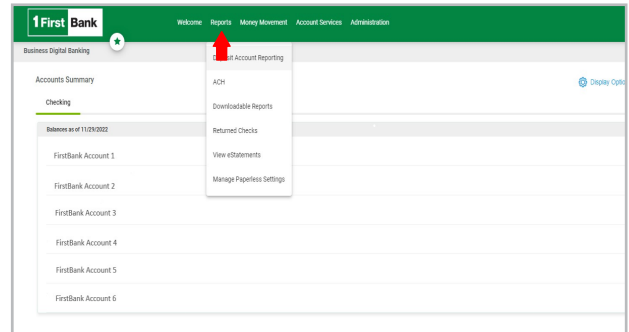 1First Bank
Welcome Reports Money Movement Account Services Administration
Business Digital Banking
Deposit Account Reporting
Accounts Summary
Display Optio
ACH
Checking
Downloadable Reports
Balances as of 11/29/2022
Returned Checks
FirstBank Account 1
View eStatements
Manage Paperless Settings
FirstBank Account 2
FirstBank Account 3
FirstBank Account 4
FirstBank Account 5
FirstBank Account 6